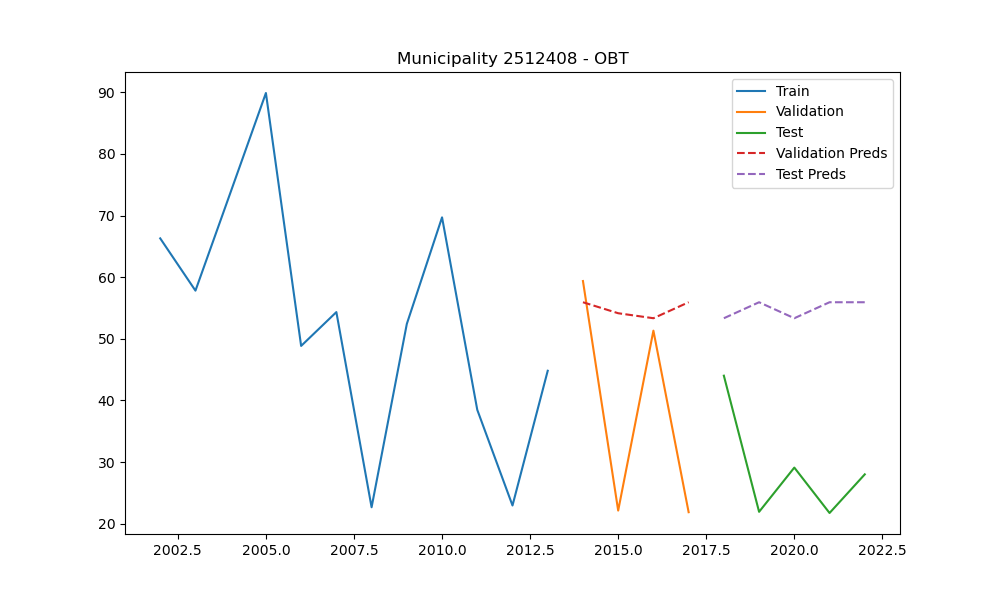 Municipality 2512408 - OBT
Train
Validation
Test
Validation Preds
Test Preds
90
80
70
60
50
40
30
20
2002.5 2005.0 2007.5 2010.0 2012.5 2015.0 2017.5 2020.0 2022.5